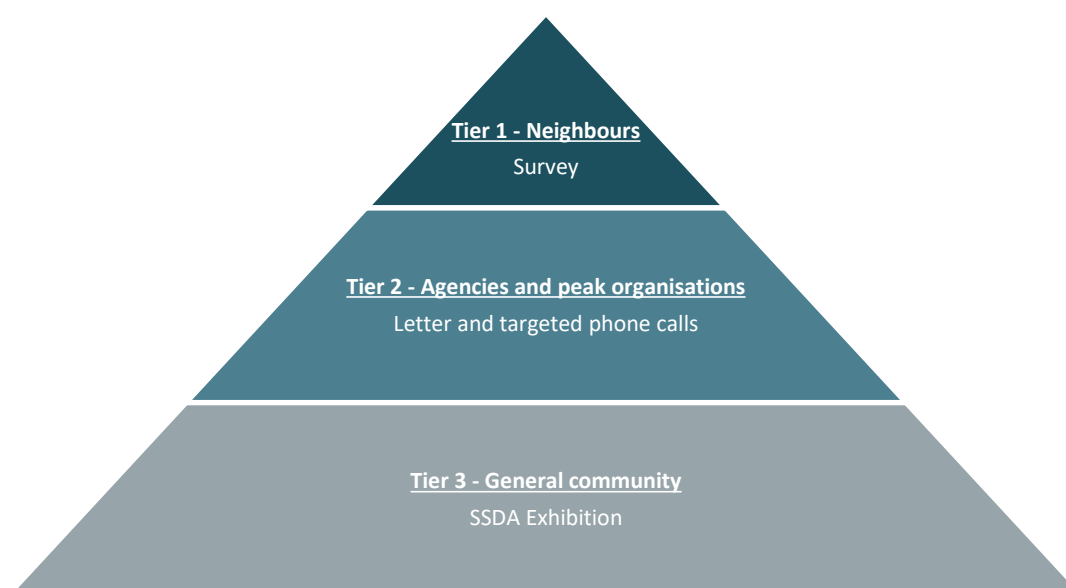 Tier 1 - Neighbours
Survey
Tier 2 - Agencies and peak organisations
Letter and targeted phone calls
Tier 3 - General community
SSDA Exhibition